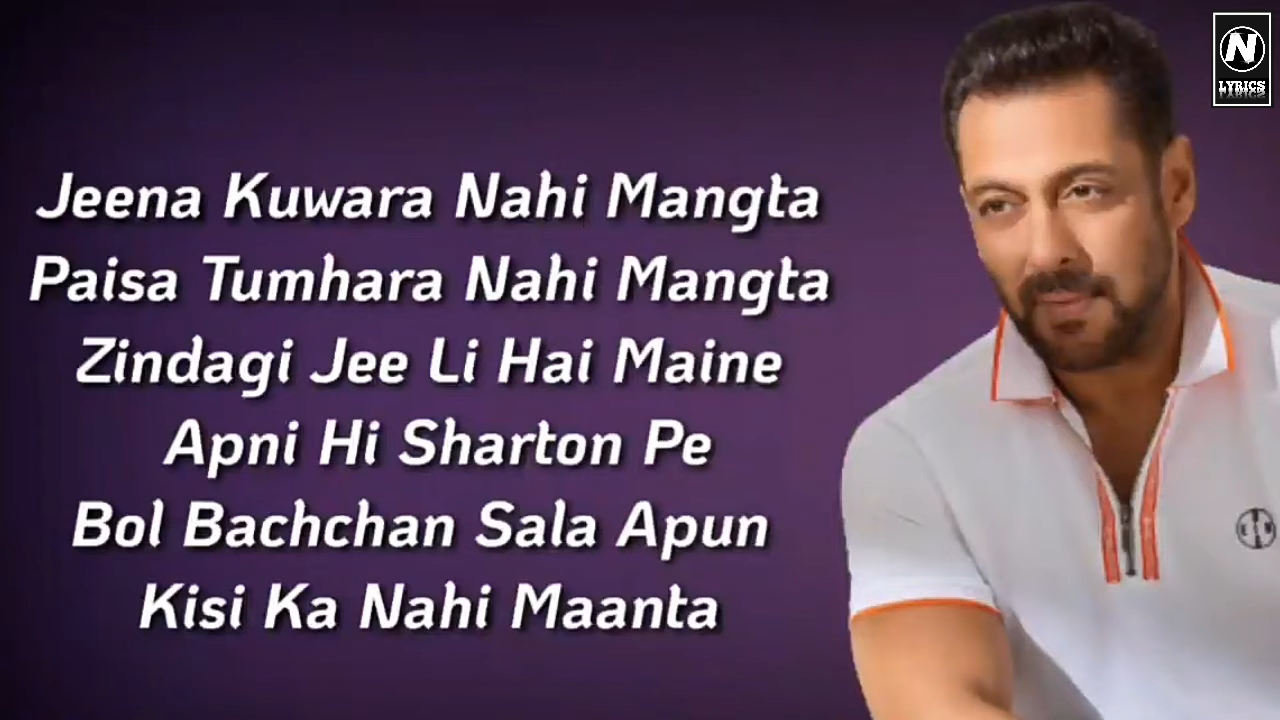 N
LYRICS
Jeena Kuwara Nahi Mangta
Paisa Tumhara Nahi Mangta
Zindagi Jee Li Hai Maine
Apni Hi Sharton Pe
Bol Bachchan Sala Apun
Kisi Ka Nahi Maanta